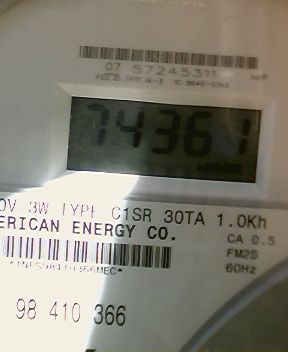 07 57245311
74361
0V 3W TYPE C1SR 30TA 1.0Kh
ERICAN ENERGY CO.
CA 0.5
FM2S
60Hz
98 410 366